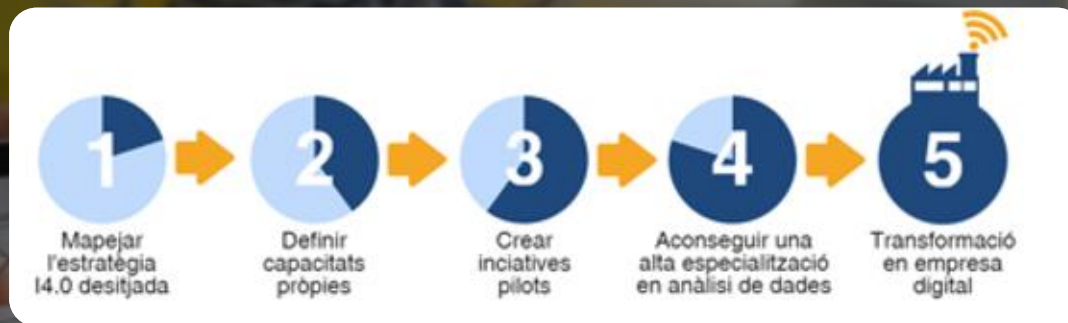 1
Mapejar
l'estratègia
I4.0 desitjada
2
Definir
capacitats
pròpies
3
Crear
inciatives
pilots
4
Aconseguir una
alta especialització
en anàlisi de dades
5
Transformació
en empresa
digital